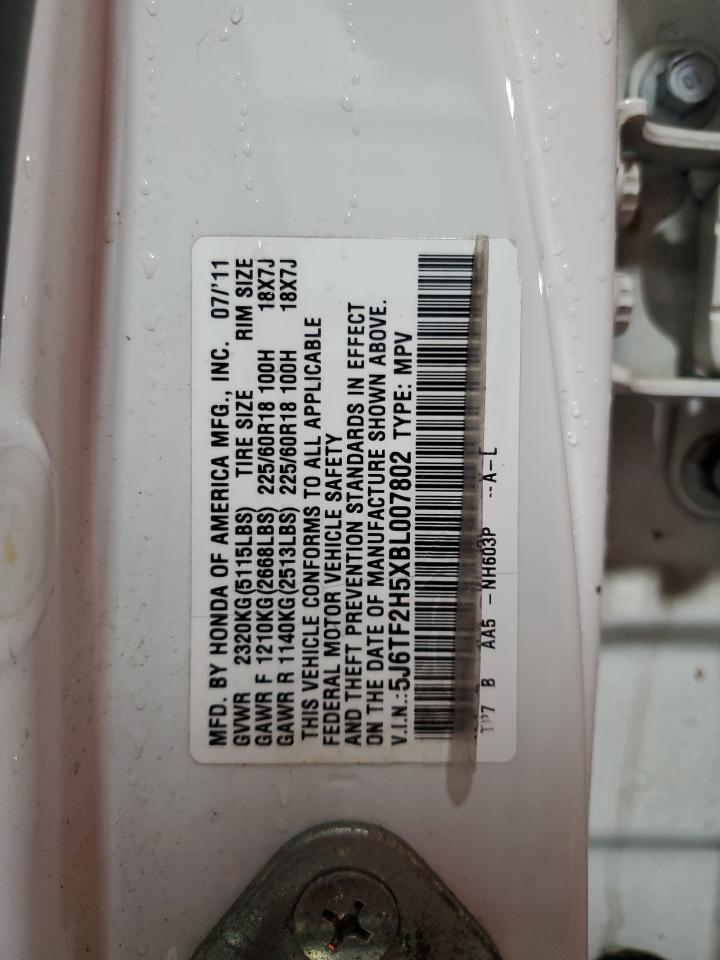 MFD. BY HONDA OF AMERICA MFG., INC. 07/'11
GVWR 2320KG(5115LBS) TIRE SIZE RIM SIZE
GAWR F 1210KG(2668LBS) 225/60R18 100H 18X7J
GAWR R 1140KG(2513LBS) 225/60R18 100H 18X7J
THIS VEHICLE CONFORMS TO ALL APPLICABLE
FEDERAL MOTOR VEHICLE SAFETY
AND THEFT PREVENTION STANDARDS IN EFFECT
ON THE DATE OF MANUFACTURE SHOWN ABOVE.
V.I.N.:5J6TF2H5XBL007802 TYPE: MPV
TP7 B AA5 -NH603P --A-